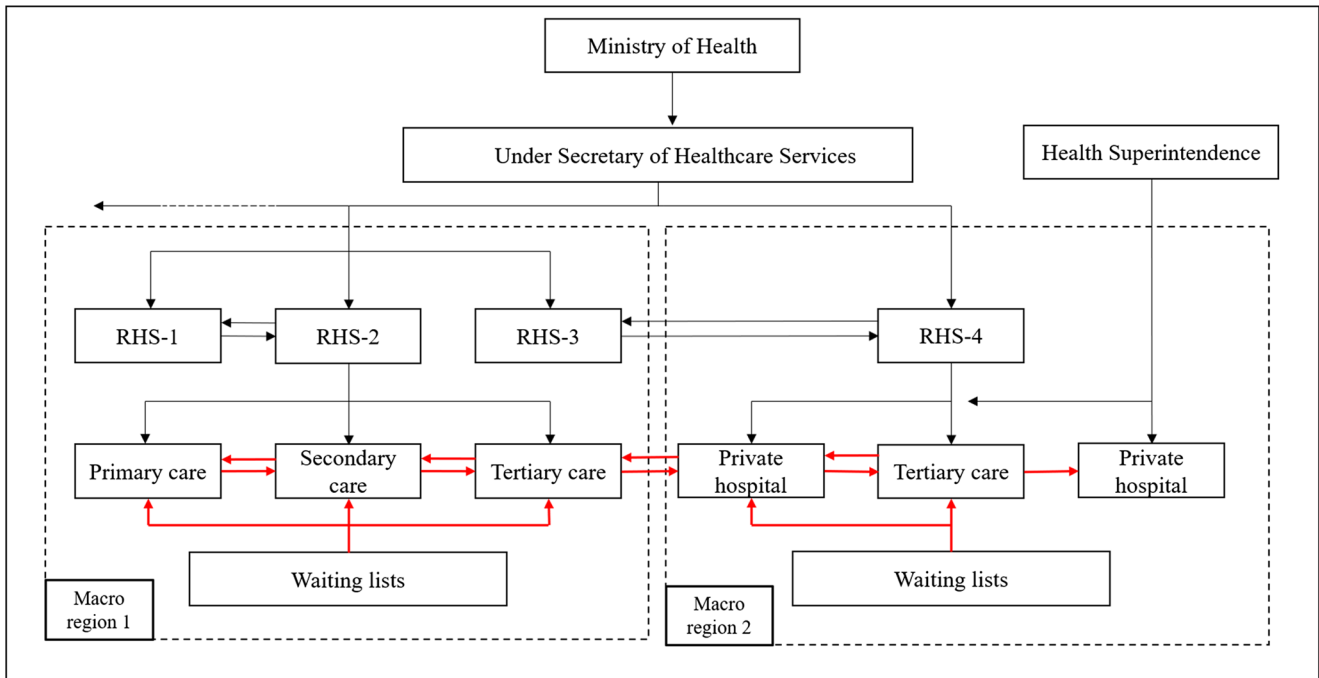 Ministry of Health
Under Secretary of Healthcare Services
Health Superintendence
RHS-1
RHS-2
RHS-3
RHS-4
Primary care
Secondary
care
Tertiary care
Private
hospital
Tertiary care
Private
hospital
Waiting lists
Waiting lists
Macro
region 1
Macro
region 2